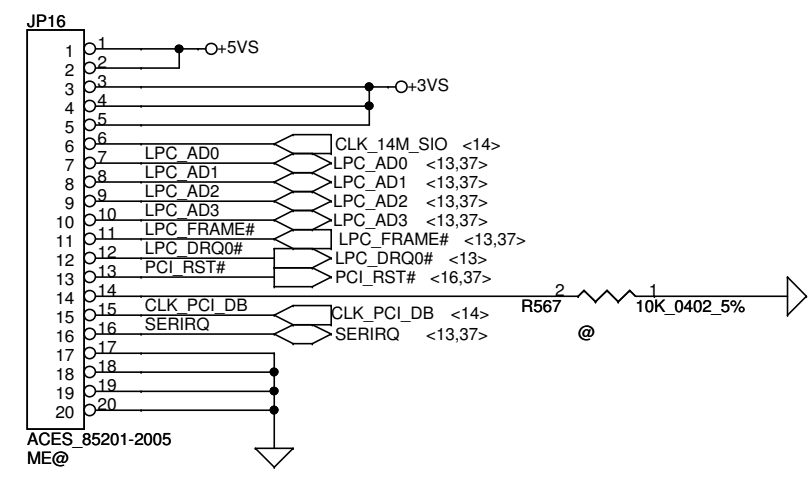 JP16
1 1 +5VS
2 2
3 3 +3VS
4 4
5 5
6 6 CLK_14M_SIO <14>
7 7 LPC_AD0 LPC_AD0 <13,37>
8 8 LPC_AD1 LPC_AD1 <13,37>
9 9 LPC_AD2 LPC_AD2 <13,37>
10 10 LPC_AD3 LPC_AD3 <13,37>
11 11 LPC_FRAME# LPC_FRAME# <13,37>
12 12 LPC_DRQ0# LPC_DRQ0# <13>
13 13 PCI_RST# PCI_RST# <16,37>
14 14 2 1
R567 10K_0402_5%
15 15 CLK_PCI_DB CLK_PCI_DB <14>
16 16 SERIRQ SERIRQ <13,37>
@
17 17
18 18
19 19
20 20
ACES_85201-2005
ME@